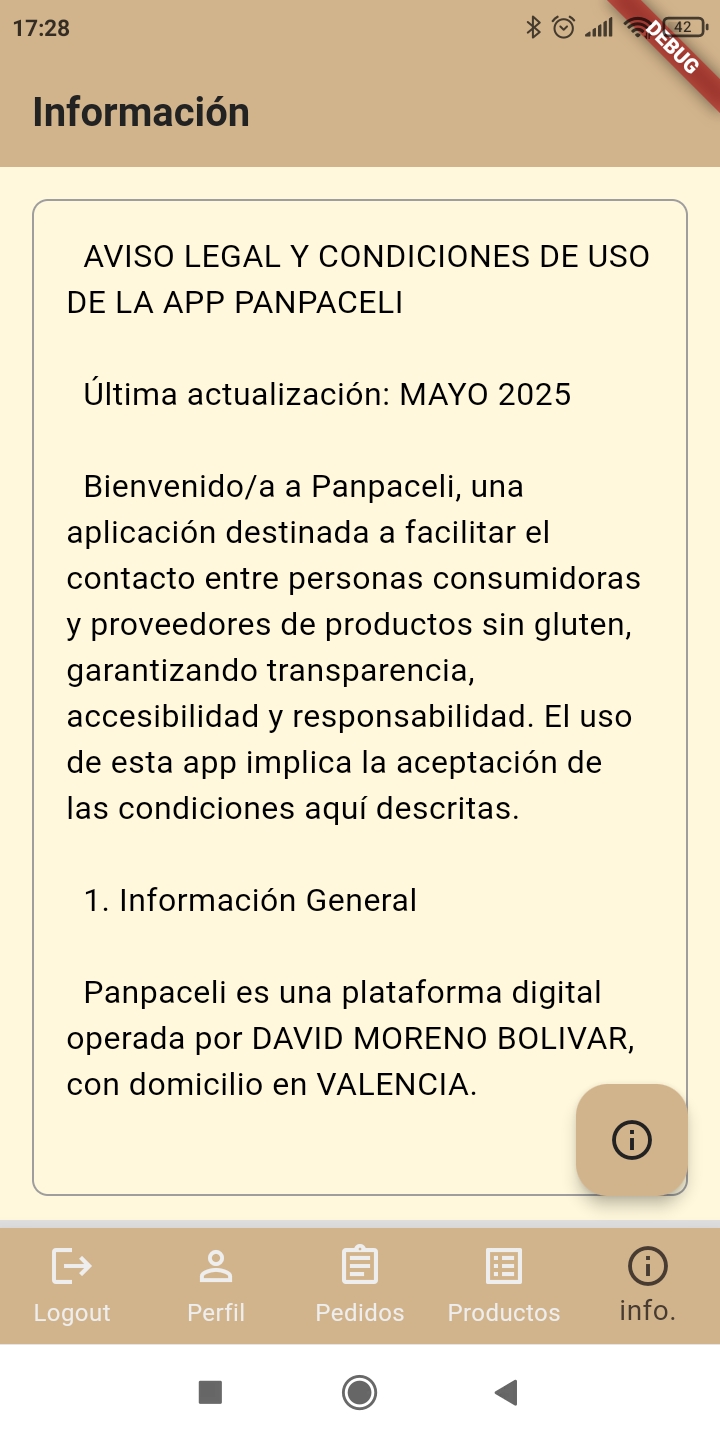 17:28
42
DEBUG
Información
AVISO LEGAL Y CONDICIONES DE USO
DE LA APP PANPACELI
Última actualización: MAYO 2025
Bienvenido/a a Panpaceli, una
aplicación destinada a facilitar el
contacto entre personas consumidoras
y proveedores de productos sin gluten,
garantizando transparencia,
accesibilidad y responsabilidad. El uso
de esta app implica la aceptación de
las condiciones aquí descritas.
1. Información General
Panpaceli es una plataforma digital
operada por DAVID MORENO BOLIVAR,
con domicilio en VALENCIA.
Logout Perfil Pedidos Productos info.